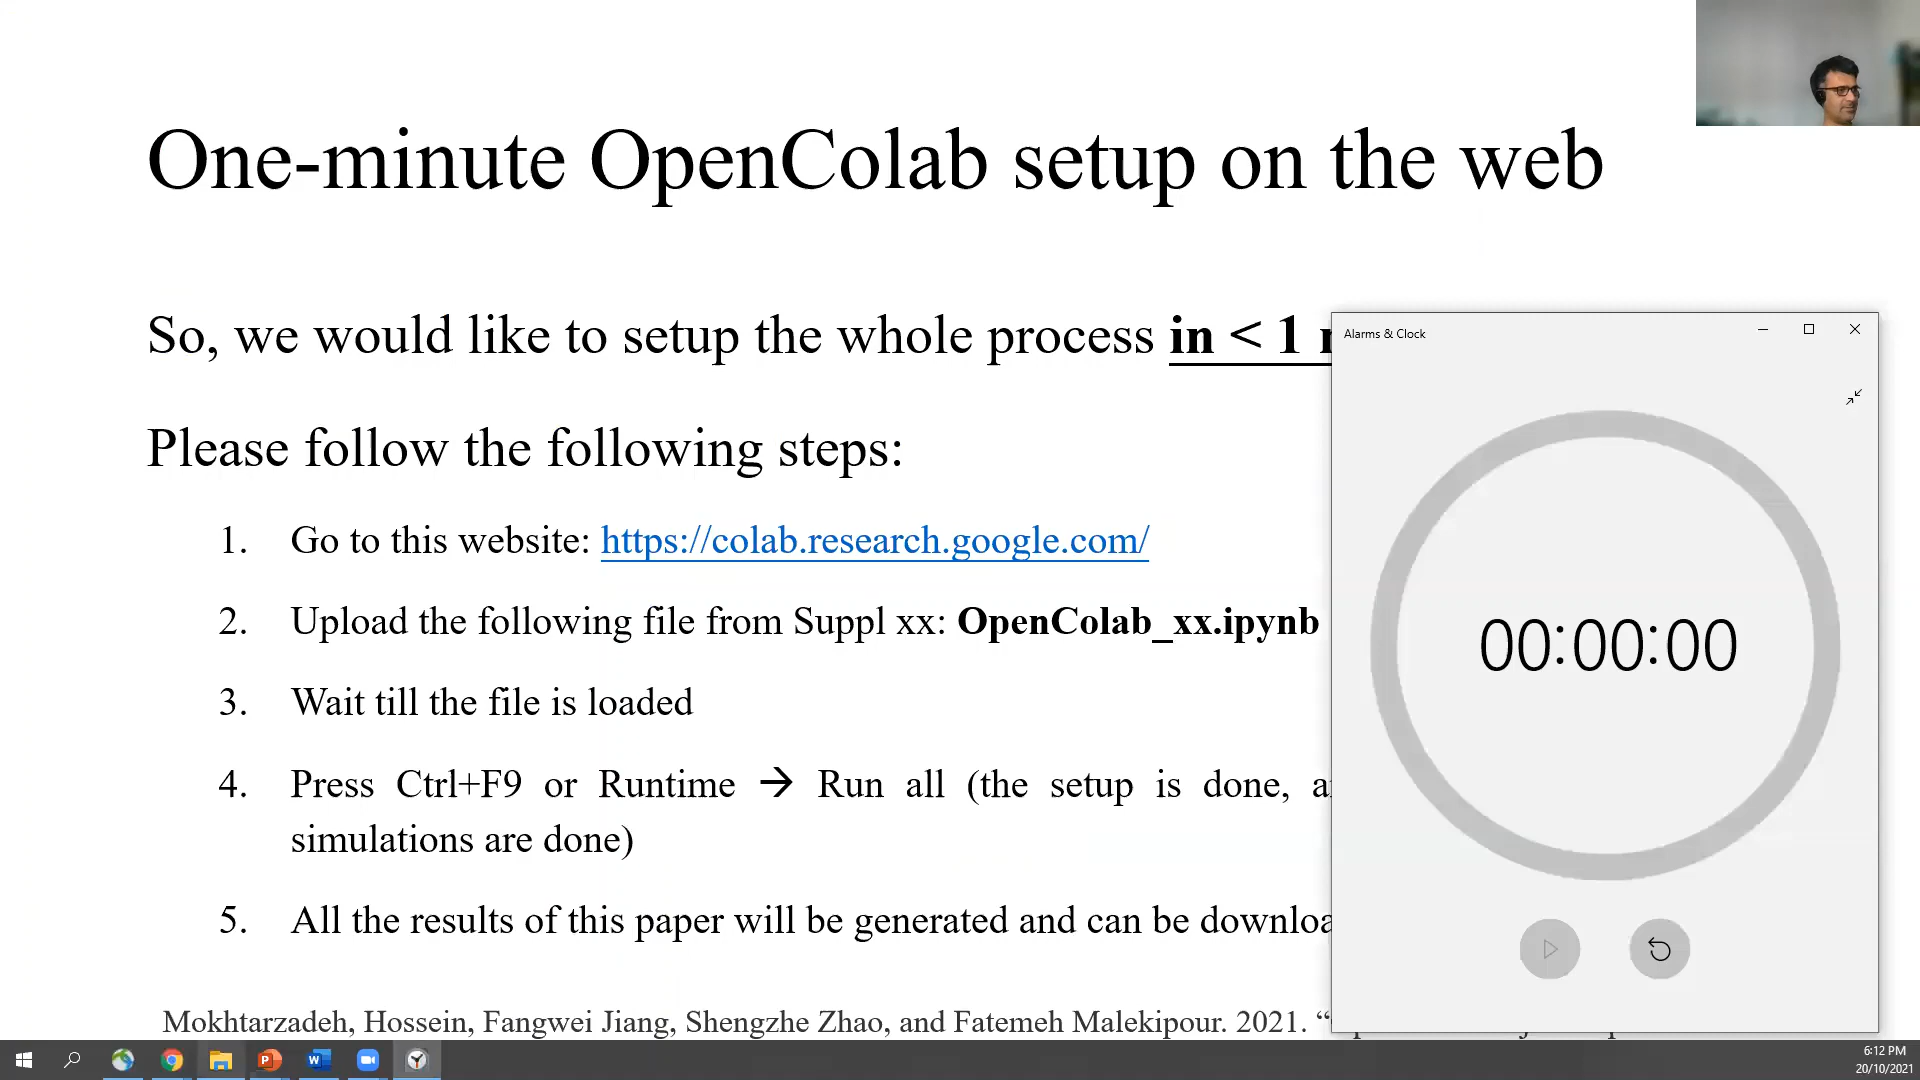 One-minute OpenColab setup on the web
So, we would like to setup the whole process in < 1
Please follow the following steps:
1. Go to this website: https://colab.research.google.com/
2. Upload the following file from Suppl xx: OpenColab_xx.ipynb
3. Wait till the file is loaded
4. Press Ctrl+F9 or Runtime → Run all (the setup is done,
simulations are done)
5. All the results of this paper will be generated and can be
Mokhtarzadeh, Hossein, Fangwei Jiang, Shengzhe Zhao, and Fatemeh Malekipour. 2021. “
Alarms & Clock
00:00:00
6:12 PM
20/10/2021